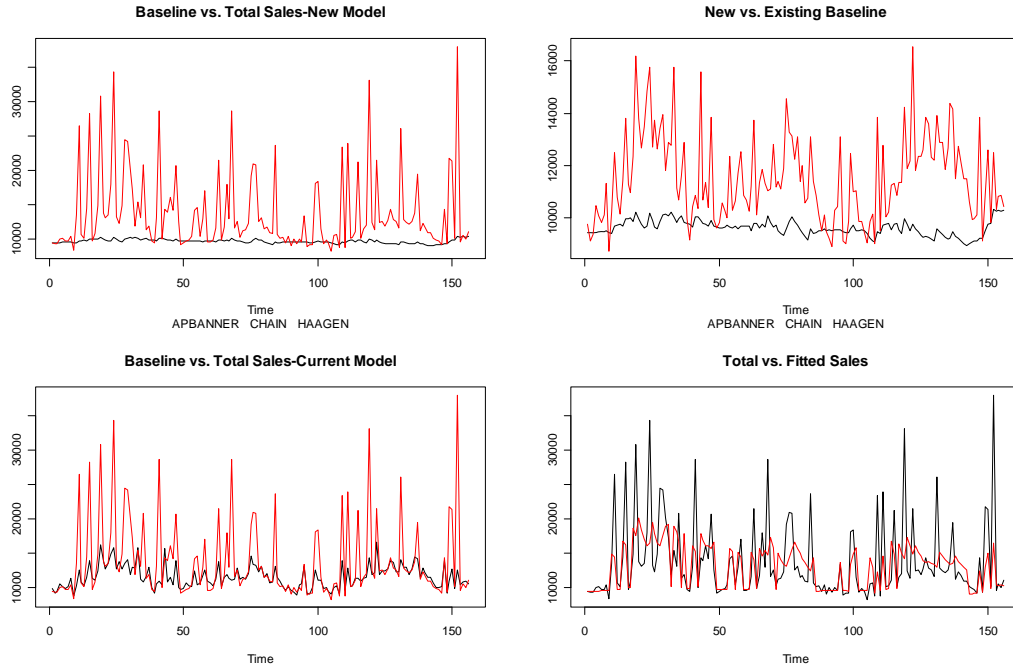 Baseline vs. Total Sales-New Model
10000 20000 30000
0 50 100 150
Time
APBANNER CHAIN HAAGEN
New vs. Existing Baseline
10000 12000 14000 16000
0 50 100 150
Time
APBANNER CHAIN HAAGEN
Baseline vs. Total Sales-Current Model
10000 20000 30000
0 50 100 150
Time
Total vs. Fitted Sales
10000 20000 30000
0 50 100 150
Time